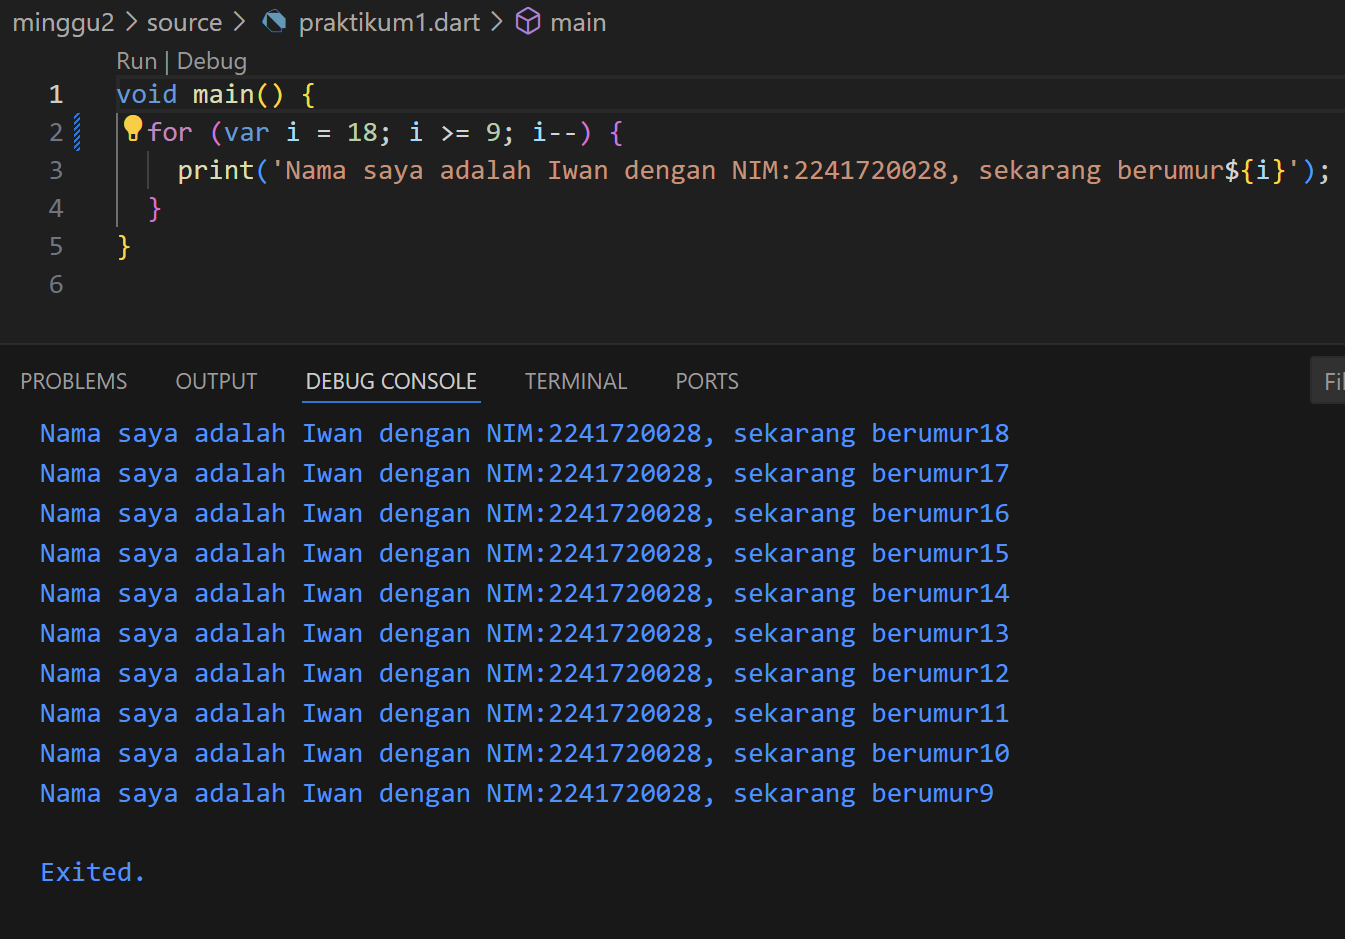 minggu2 > source > praktikum1.dart > main
Run | Debug
1 void main() {
2 for (var i = 18; i >= 9; i--) {
3 print('Nama saya adalah Iwan dengan NIM:2241720028, sekarang berumur${i}');
4 }
5 }
6
PROBLEMS OUTPUT DEBUG CONSOLE TERMINAL PORTS
Nama saya adalah Iwan dengan NIM:2241720028, sekarang berumur18
Nama saya adalah Iwan dengan NIM:2241720028, sekarang berumur17
Nama saya adalah Iwan dengan NIM:2241720028, sekarang berumur16
Nama saya adalah Iwan dengan NIM:2241720028, sekarang berumur15
Nama saya adalah Iwan dengan NIM:2241720028, sekarang berumur14
Nama saya adalah Iwan dengan NIM:2241720028, sekarang berumur13
Nama saya adalah Iwan dengan NIM:2241720028, sekarang berumur12
Nama saya adalah Iwan dengan NIM:2241720028, sekarang berumur11
Nama saya adalah Iwan dengan NIM:2241720028, sekarang berumur10
Nama saya adalah Iwan dengan NIM:2241720028, sekarang berumur9
Exited.